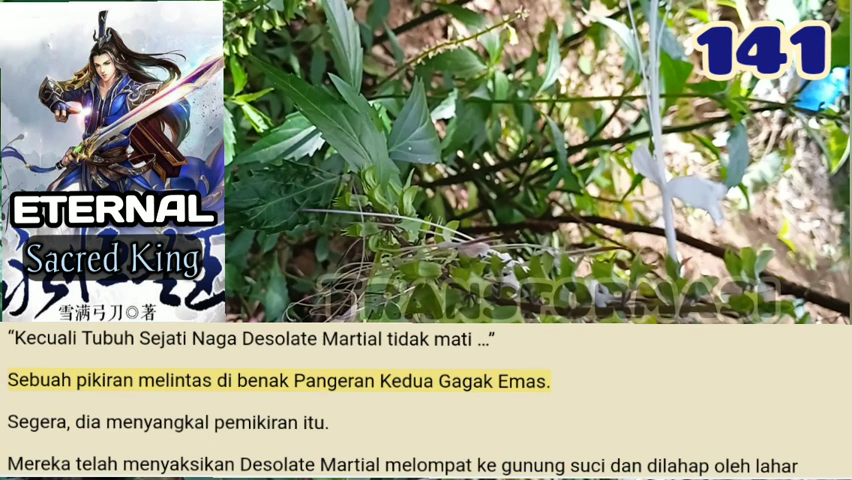 141
ETERNAL
Sacred King
雪满弓刀◎著
TRANSFORMASI
“Kecuali Tubuh Sejati Naga Desolate Martial tidak mati ...”
Sebuah pikiran melintas di benak Pangeran Kedua Gagak Emas.
Segera, dia menyangkal pemikiran itu.
Mereka telah menyaksikan Desolate Martial melompat ke gunung suci dan dilahap oleh lahar